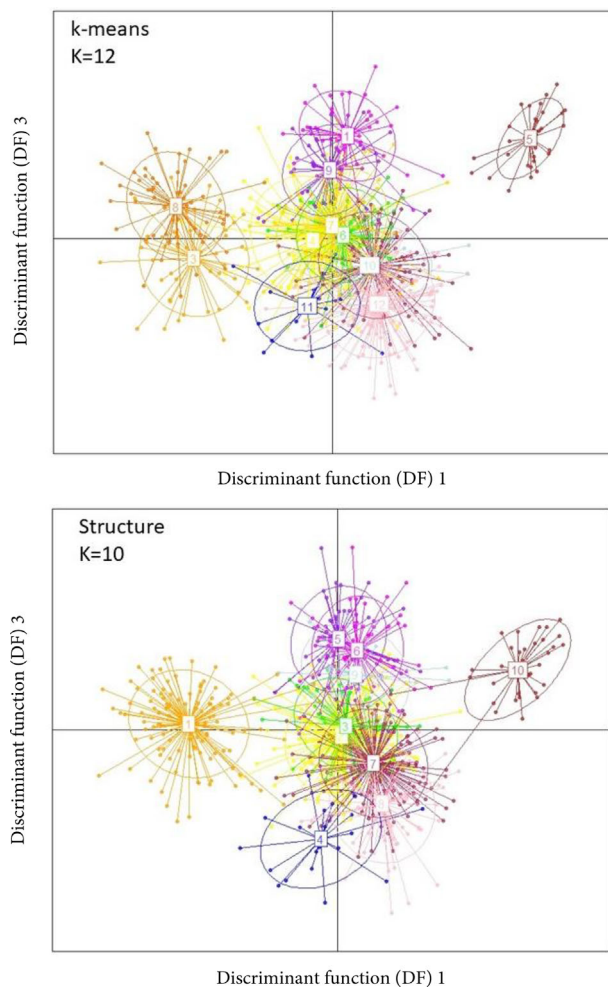 k-means
K=12
Discriminant function (DF) 3
1
5
9
8
7
6
3
10
11
12
Discriminant function (DF) 1
Structure
K=10
Discriminant function (DF) 3
5
6
10
1
3
7
8
4
Discriminant function (DF) 1